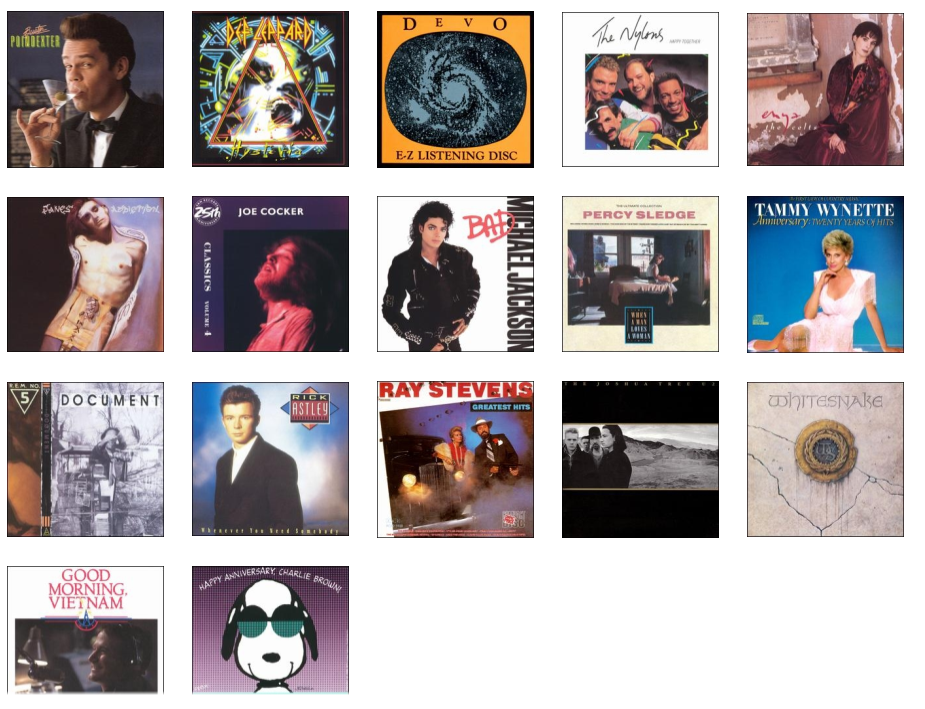 Buster
POINDEXTER
DEF LEPPARD
Hysteria
DEVO
E-Z LISTENING DISC
The Nylons
HAPPY TOGETHER
enya
the celts
JANE'S ADDICTION
25th
JOE COCKER
CLASSICS VOLUME 4
BAD
MICHAEL JACKSON
THE ULTIMATE COLLECTION
PERCY SLEDGE
WHEN
A MAN
LOVES
A WOMAN
TAMMY WYNETTE
Anniversary: TWENTY YEARS OF HITS
R.E.M. NO.
5
DOCUMENT
RICK
ASTLEY
Whenever You Need Somebody
RAY STEVENS
GREATEST HITS
THE JOSHUA TREE U2
WHITESNAKE
GOOD
MORNING,
VIETNAM
HAPPY ANNIVERSARY, CHARLIE BROWN!